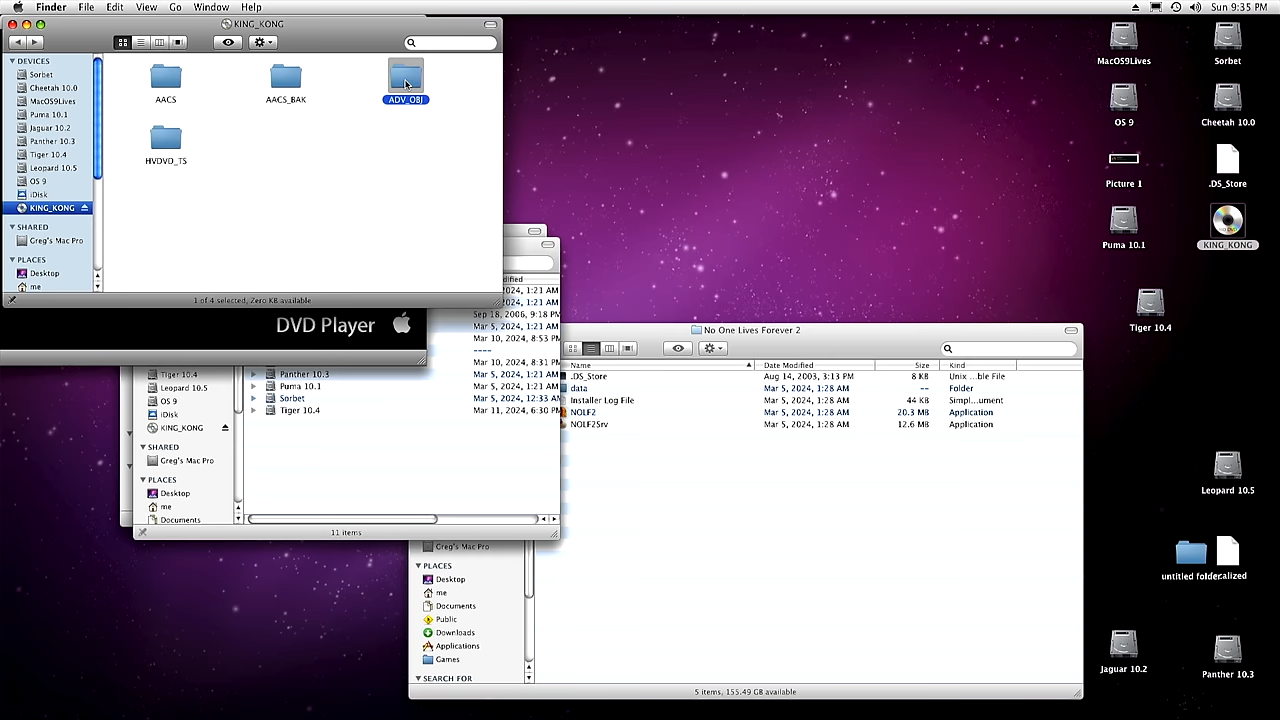 Finder File Edit View Go Window Help
Sun 9:35 PM
KING_KONG
DEVICES
Sorbet
Cheetah 10.0
MacOS9Lives
Puma 10.1
Jaguar 10.2
Panther 10.3
Tiger 10.4
Leopard 10.5
OS 9
iDisk
KING_KONG
SHARED
Greg's Mac Pro
PLACES
Desktop
me
AACS
AACS_BAK
ADV_OBJ
HVDVD_TS
1 of 4 selected, Zero KB available
DVD Player
Tiger 10.4
Leopard 10.5
OS 9
iDisk
KING_KONG
SHARED
Greg's Mac Pro
PLACES
Desktop
me
Documents
2024, 1:21 AM
2024, 1:21 AM
Sep 18, 2006, 9:18 PM
Mar 5, 2024, 1:21 AM
Mar 10, 2024, 8:53 PM
----
Mar 10, 2024, 8:31 PM
Panther 10.3 Mar 5, 2024, 1:21 AM
Puma 10.1 Mar 5, 2024, 1:21 AM
Sorbet Mar 5, 2024, 12:33 AM
Tiger 10.4 Mar 11, 2024, 6:30 PM
11 items
No One Lives Forever 2
Name Date Modified Size Kind
.DS_Store Aug 14, 2003, 3:13 PM 8 KB Unix ...ble File
data Mar 5, 2024, 1:28 AM -- Folder
Installer Log File Mar 5, 2024, 1:28 AM 44 KB Simpl...ument
NOLF2 Mar 5, 2024, 1:28 AM 20.3 MB Application
NOLF2Srv Mar 5, 2024, 1:28 AM 12.6 MB Application
Greg's Mac Pro
PLACES
Desktop
me
Documents
Public
Downloads
Applications
Games
SEARCH FOR
5 items, 155.49 GB available
MacOS9Lives
Sorbet
OS 9
Cheetah 10.0
Picture 1
.DS_Store
Puma 10.1
KING_KONG
Tiger 10.4
Leopard 10.5
untitled folder
alized
Jaguar 10.2
Panther 10.3